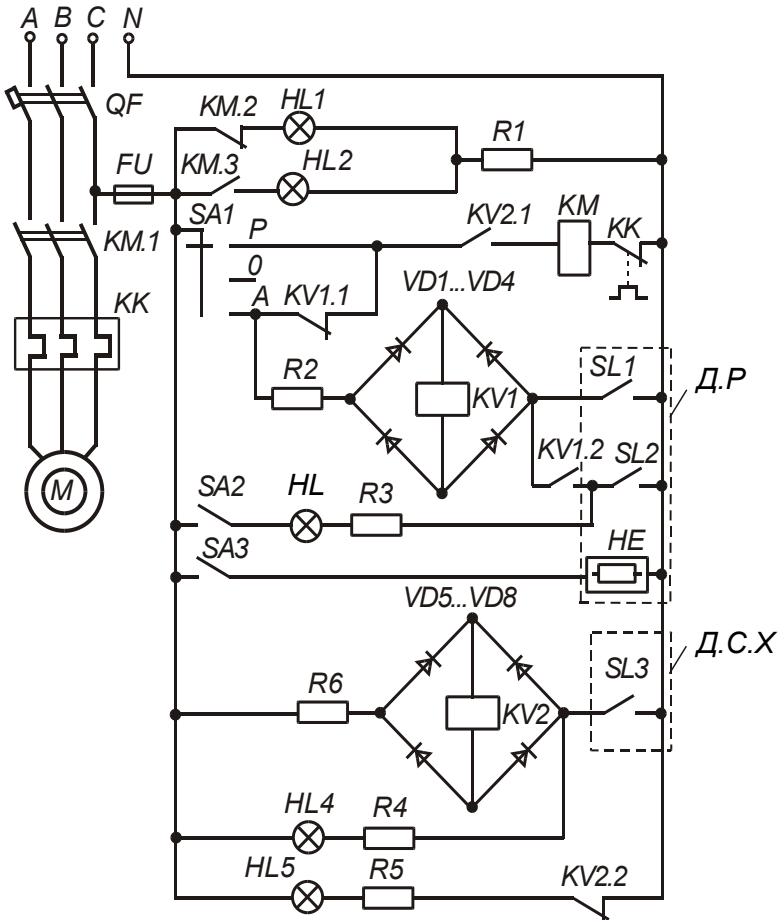 A B C N
QF
KM.2
HL1
R1
FU
KM.3
HL2
SA1
P
KV2.1
KM
KK
KM.1
0
A
KV1.1
VD1...VD4
KK
R2
KV1
SL1
Д.Р
KV1.2
SL2
M
SA2
HL
R3
SA3
HE
VD5...VD8
Д.С.Х
R6
KV2
SL3
HL4
R4
HL5
R5
KV2.2